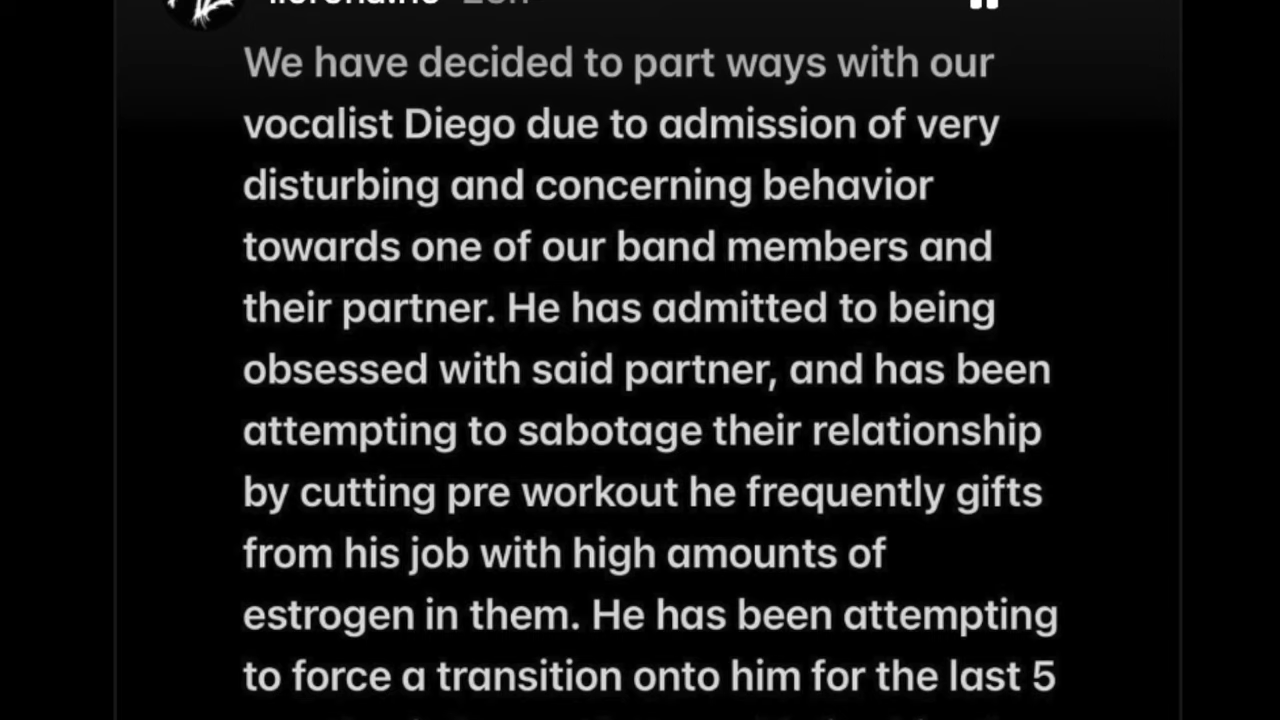 We have decided to part ways with our
vocalist Diego due to admission of very
disturbing and concerning behavior
towards one of our band members and
their partner. He has admitted to being
obsessed with said partner, and has been
attempting to sabotage their relationship
by cutting pre workout he frequently gifts
from his job with high amounts of
estrogen in them. He has been attempting
to force a transition onto him for the last 5